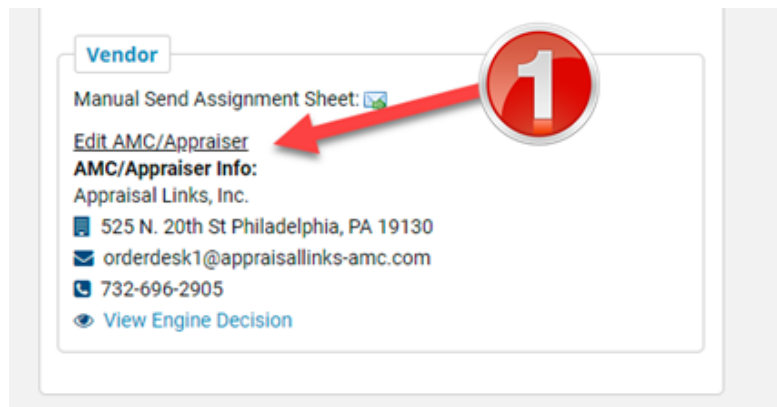 Vendor
1
Manual Send Assignment Sheet:
Edit AMC/Appraiser
AMC/Appraiser Info:
Appraisal Links, Inc.
525 N. 20th St Philadelphia, PA 19130
orderdesk1@appraisallinks-amc.com
732-696-2905
View Engine Decision